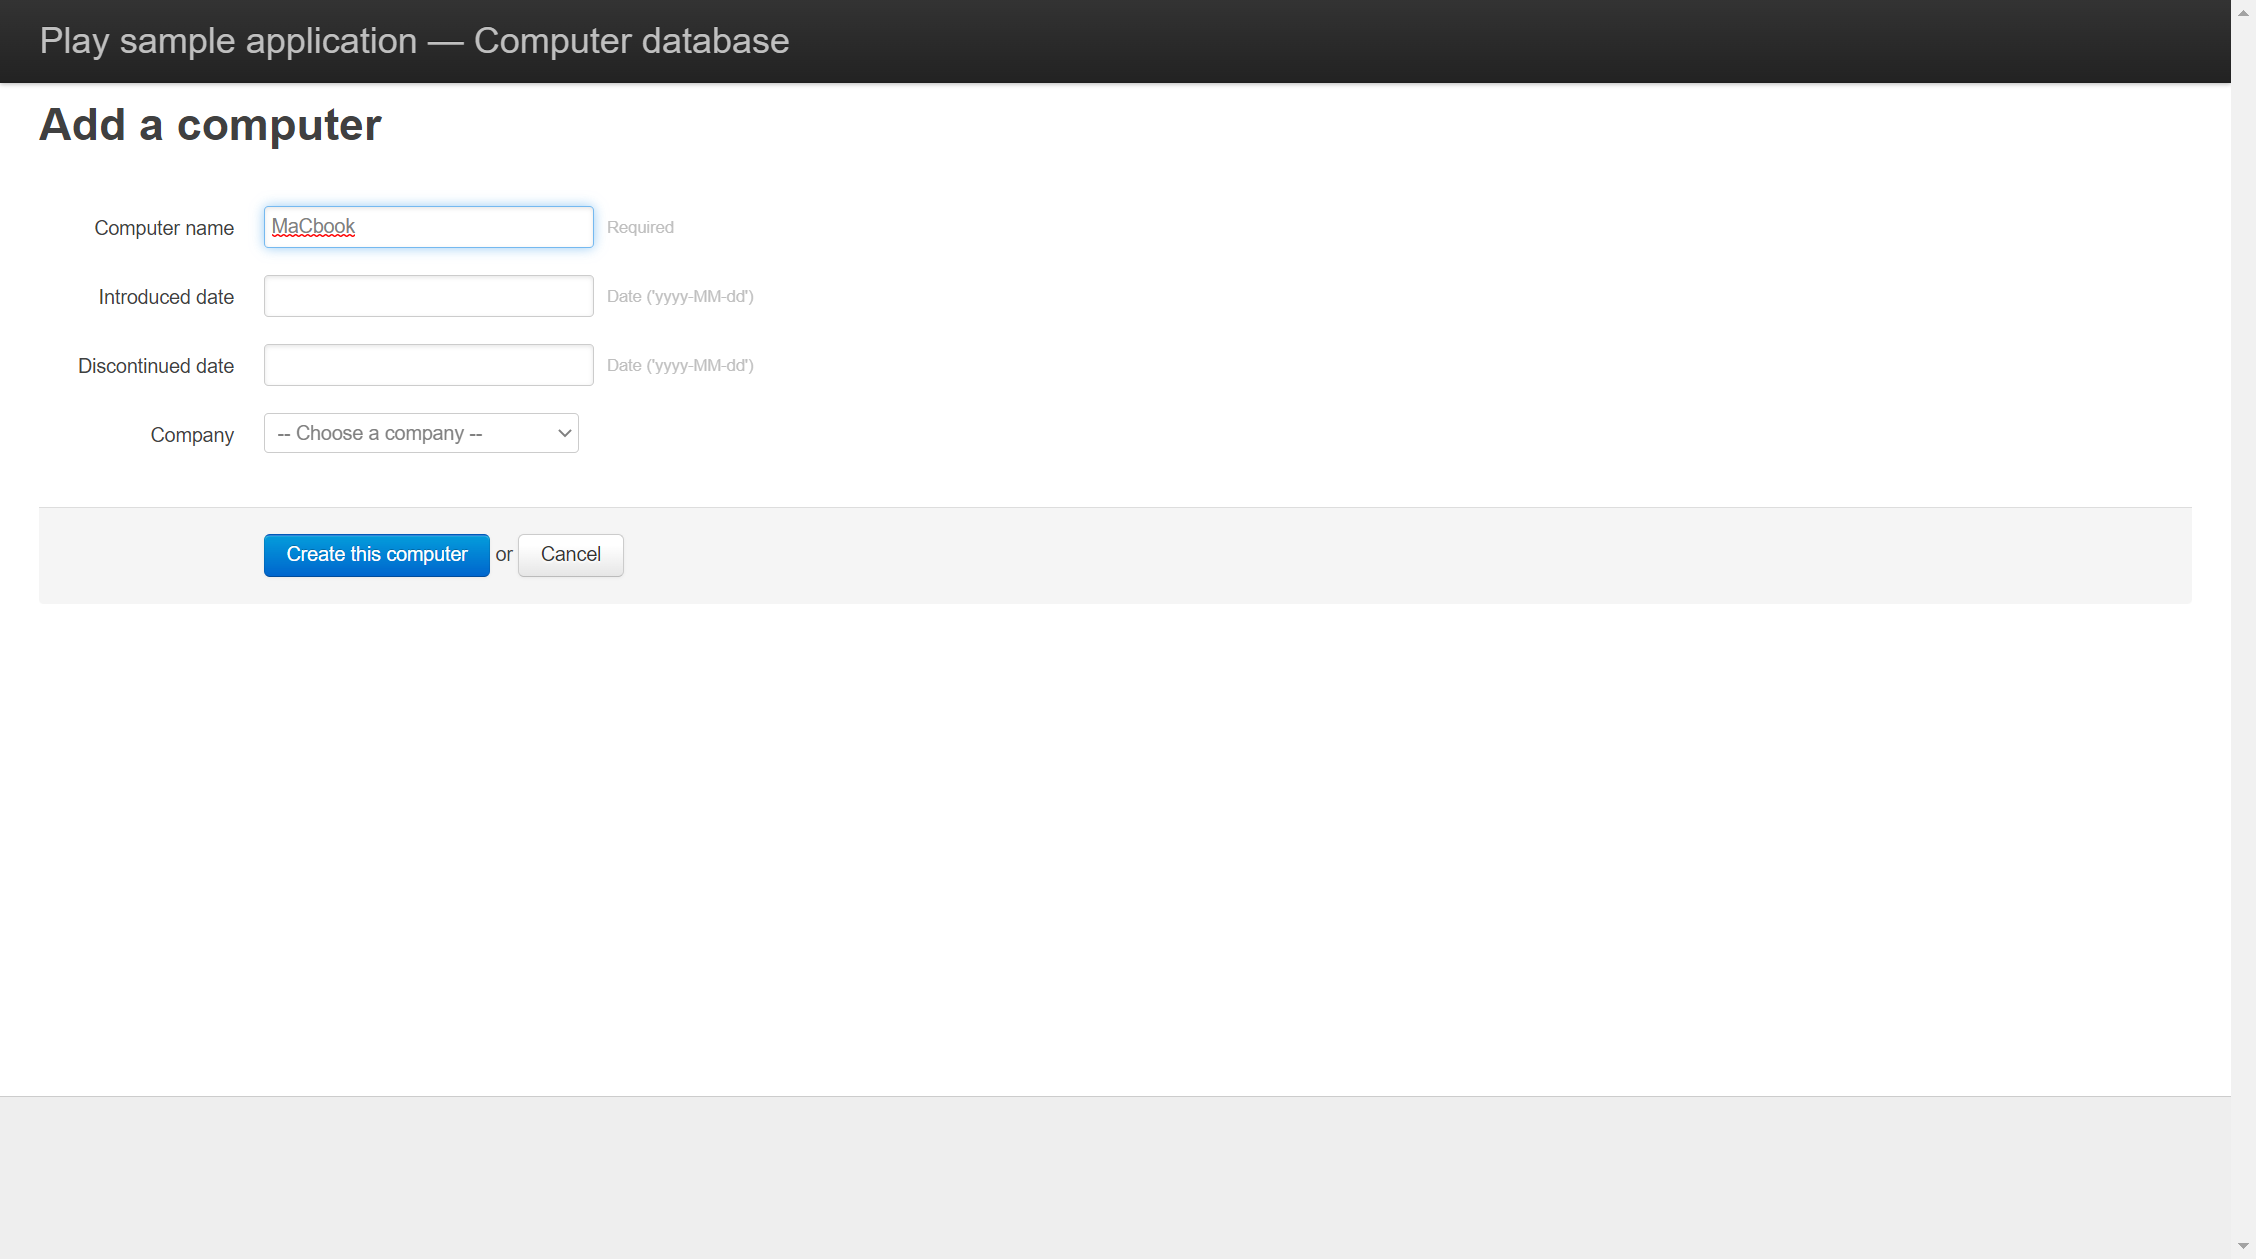 Play sample application — Computer database
Add a computer
Computer name
MaCbook
Required
Introduced date
Date ('yyyy-MM-dd')
Discontinued date
Date ('yyyy-MM-dd')
Company
-- Choose a company --
Create this computer or Cancel